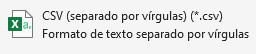 CSV (separado por vírgulas) (*.csv)
Formato de texto separado por vírgulas